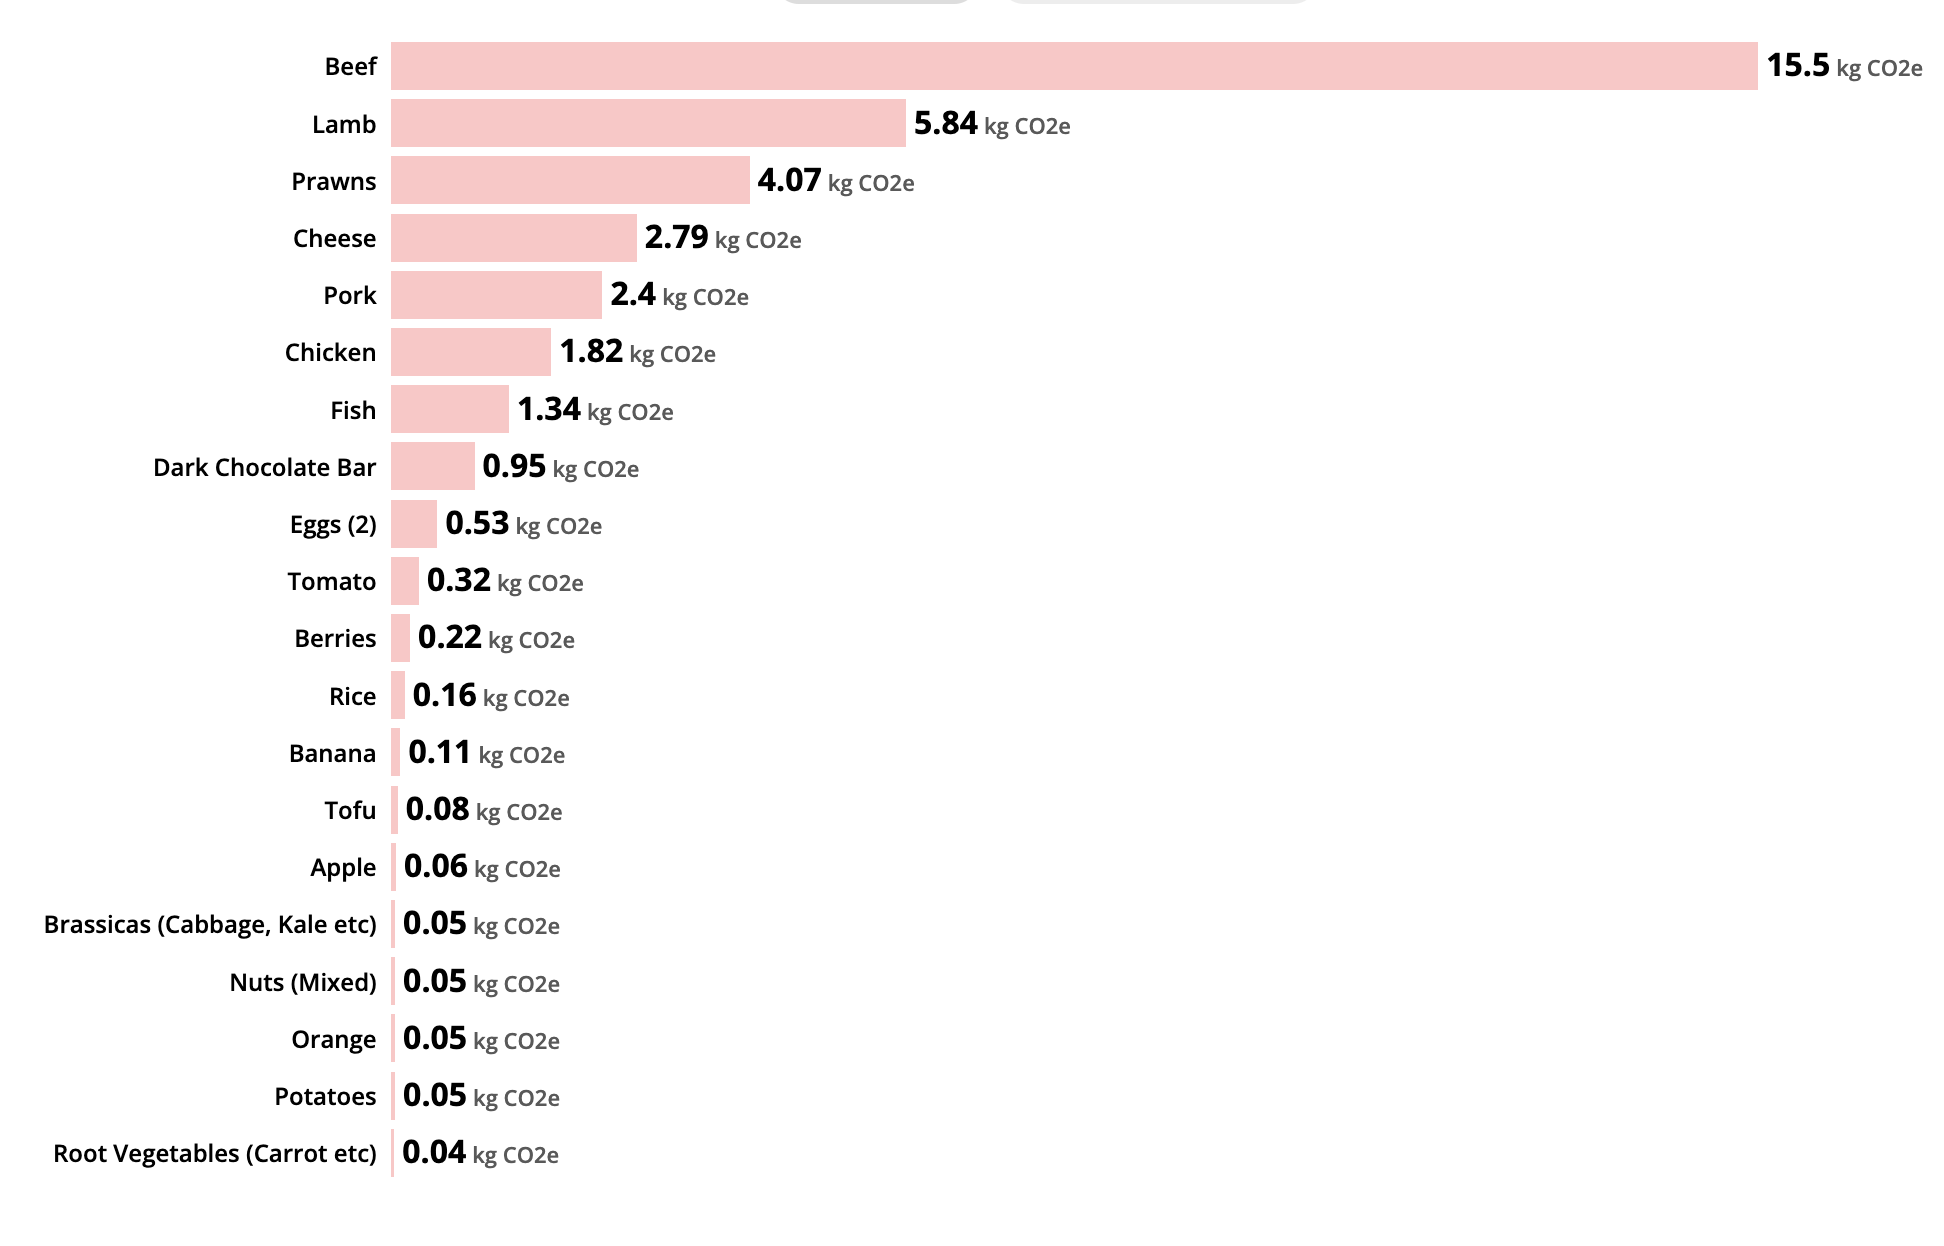 Beef 15.5 kg CO2e
Lamb 5.84 kg CO2e
Prawns 4.07 kg CO2e
Cheese 2.79 kg CO2e
Pork 2.4 kg CO2e
Chicken 1.82 kg CO2e
Fish 1.34 kg CO2e
Dark Chocolate Bar 0.95 kg CO2e
Eggs (2) 0.53 kg CO2e
Tomato 0.32 kg CO2e
Berries 0.22 kg CO2e
Rice 0.16 kg CO2e
Banana 0.11 kg CO2e
Tofu 0.08 kg CO2e
Apple 0.06 kg CO2e
Brassicas (Cabbage, Kale etc) 0.05 kg CO2e
Nuts (Mixed) 0.05 kg CO2e
Orange 0.05 kg CO2e
Potatoes 0.05 kg CO2e
Root Vegetables (Carrot etc) 0.04 kg CO2e